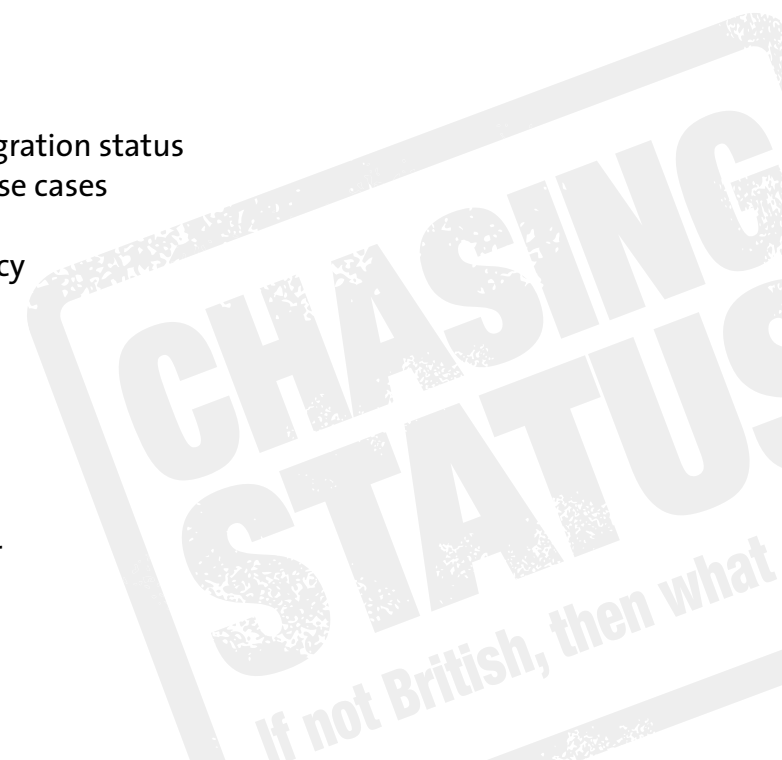 gration status
se cases
cy
CHASING
STATUS
If not British, then what